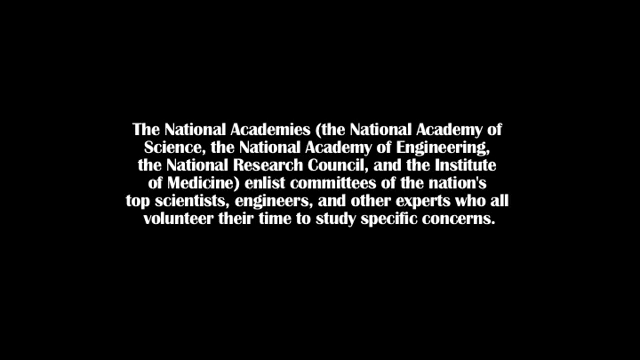 The National Academies (the National Academy of
Science, the National Academy of Engineering,
the National Research Council, and the Institute
of Medicine) enlist committees of the nation's
top scientists, engineers, and other experts who all
volunteer their time to study specific concerns.